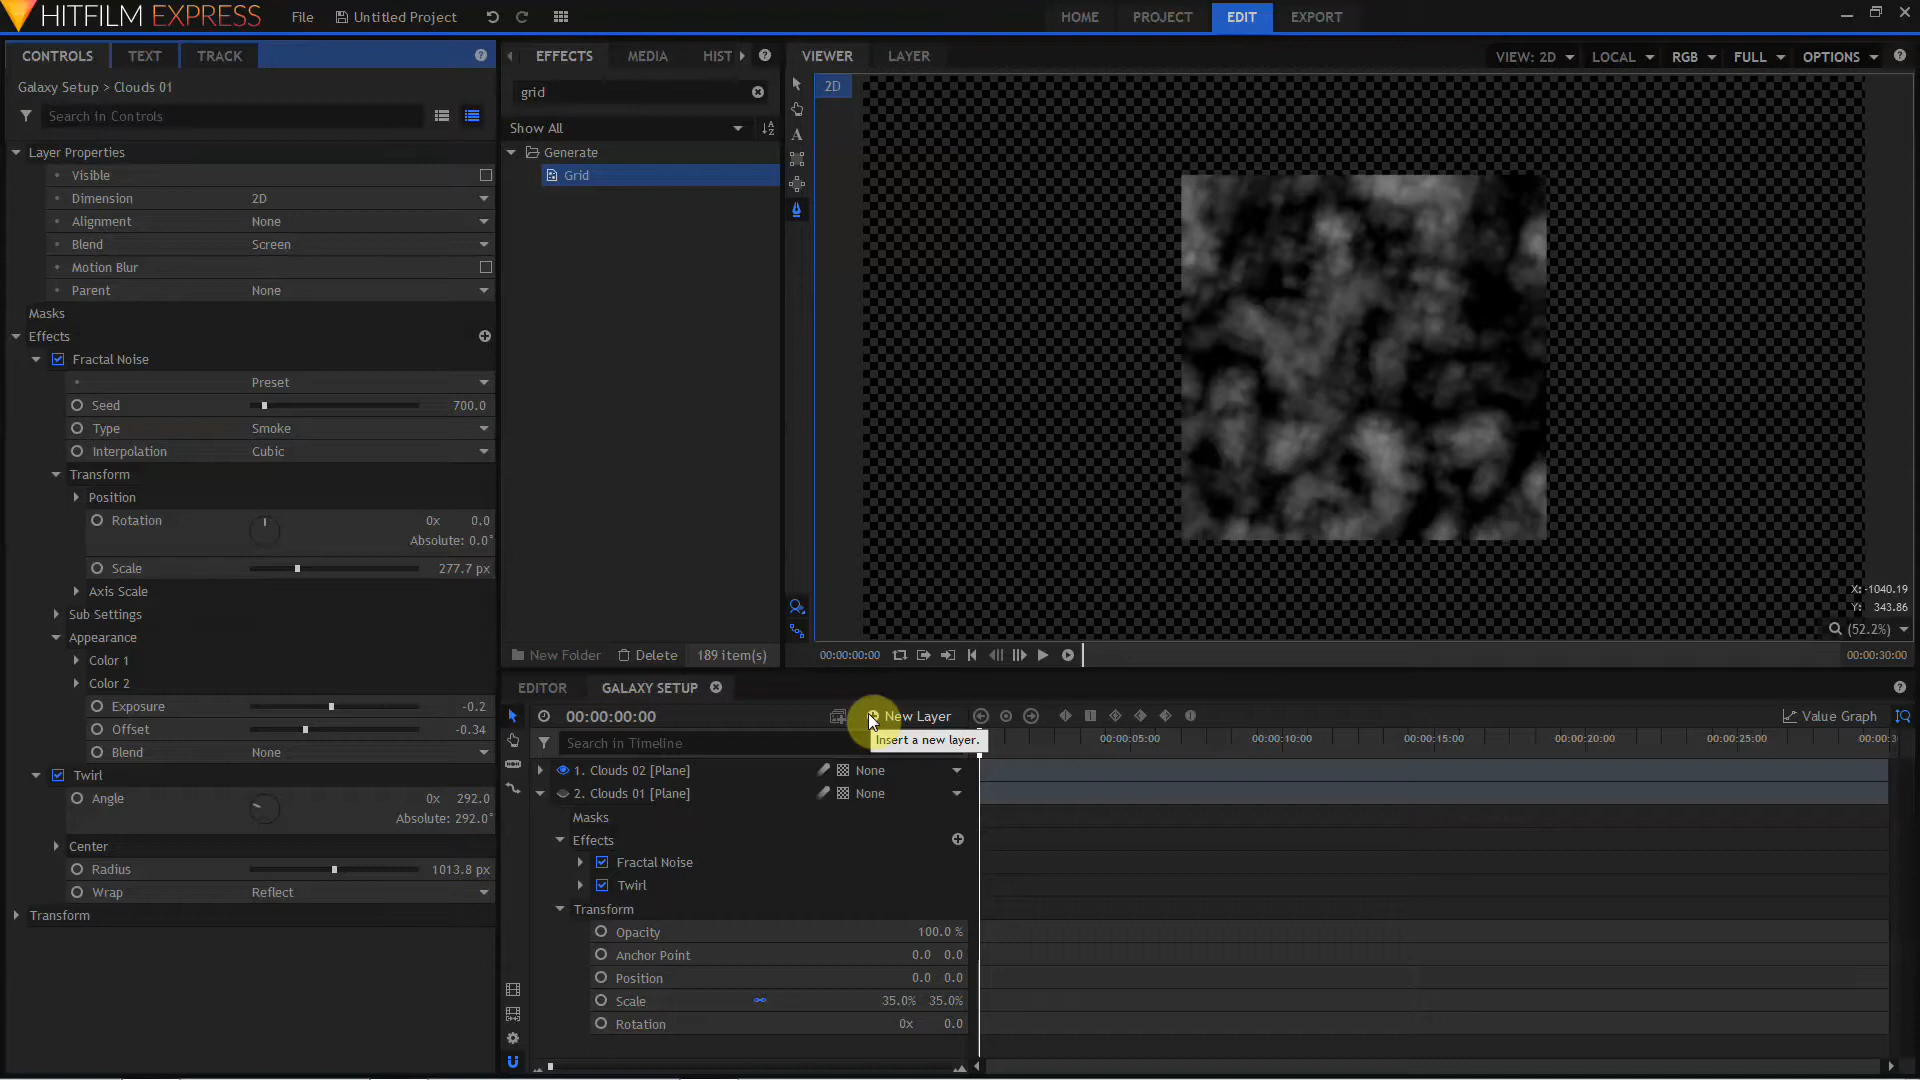 HITFILM EXPRESS File Untitled Project HOME PROJECT EDIT EXPORT
CONTROLS TEXT TRACK
Galaxy Setup > Clouds 01
Search in Controls
Layer Properties
Visible
Dimension 2D
Alignment None
Blend Screen
Motion Blur
Parent None
Masks
Effects
Fractal Noise
Preset
Seed 700.0
Type Smoke
Interpolation Cubic
Transform
Position
Rotation 0x 0.0
Absolute: 0.0°
Scale 277.7 px
Axis Scale
Sub Settings
Appearance
Color 1
Color 2
Exposure -0.2
Offset -0.34
Blend None
Twirl
Angle 0x 292.0
Absolute: 292.0°
Center
Radius 1013.8 px
Wrap Reflect
Transform
EFFECTS MEDIA HIST
grid
Show All
Generate
Grid
New Folder Delete 189 item(s)
VIEWER LAYER VIEW: 2D LOCAL RGB FULL OPTIONS
2D
X: -1040.19
Y: 343.86
(52.2%)
00:00:00:00 00:00:30:00
EDITOR GALAXY SETUP
00:00:00:00 New Layer Value Graph
Insert a new layer.
Search in Timeline 00:00:05:00 00:00:10:00 00:00:15:00 00:00:20:00 00:00:25:00 00:00:3
1. Clouds 02 [Plane] None
2. Clouds 01 [Plane] None
Masks
Effects
Fractal Noise
Twirl
Transform
Opacity 100.0 %
Anchor Point 0.0 0.0
Position 0.0 0.0
Scale 35.0% 35.0%
Rotation 0x 0.0